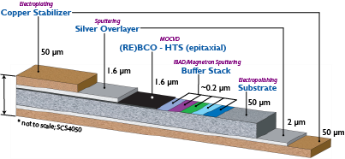 Electroplating
Copper Stabilizer
Sputtering
Silver Overlayer
MOCVD
(RE)BCO - HTS (epitaxial)
IBAD/Magnetron Sputtering
Buffer Stack
Electropolishing
Substrate
50 µm
1.6 µm
1.6 µm
~0.2 µm
50 µm
2 µm
50 µm
* not to scale; SCS4050